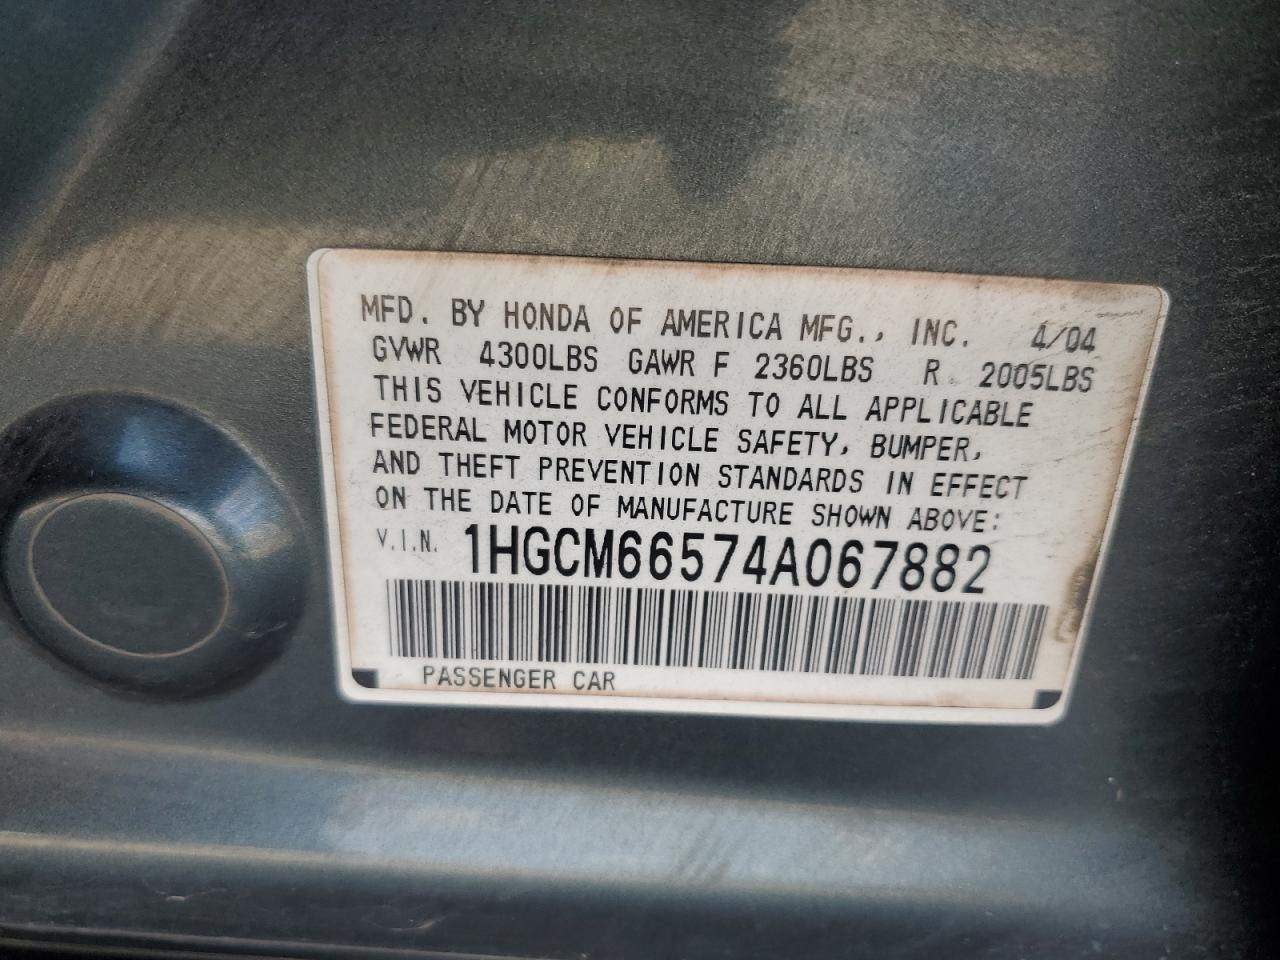 MFD. BY HONDA OF AMERICA MFG., INC. 4/04
GVWR 4300LBS GAWR F 2360LBS R 2005LBS
THIS VEHICLE CONFORMS TO ALL APPLICABLE
FEDERAL MOTOR VEHICLE SAFETY, BUMPER,
AND THEFT PREVENTION STANDARDS IN EFFECT
ON THE DATE OF MANUFACTURE SHOWN ABOVE:
V.I.N. 1HGCM66574A067882
PASSENGER CAR